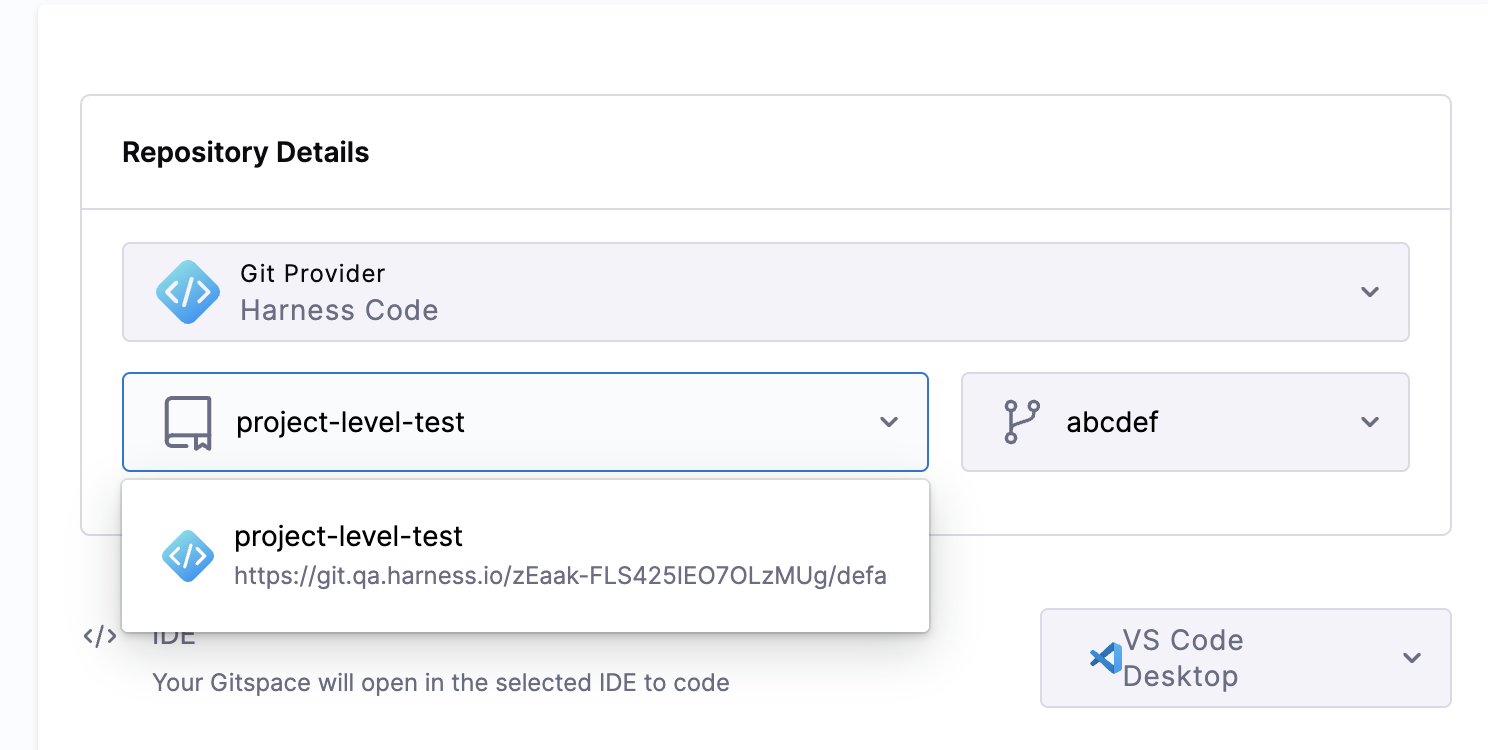 Repository Details
Git Provider
Harness Code
project-level-test
abcdef
project-level-test
https://git.qa.harness.io/zEaak-FLS425IEO7OLzMUg/defa
IDE
Your Gitspace will open in the selected IDE to code
VS Code
Desktop